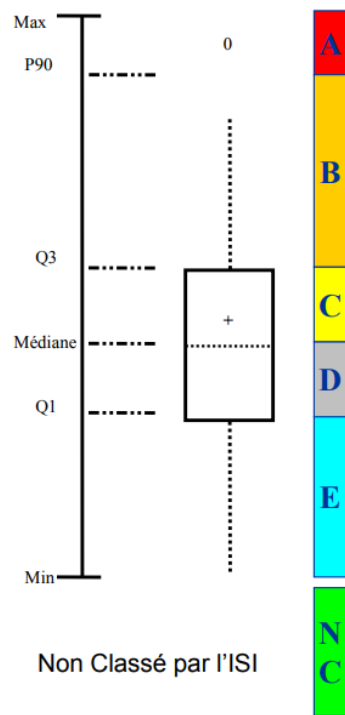 Max
P90
Q3
Médiane
Q1
Min
0
+
A
B
C
D
E
N
C
Non Classé par l'ISI